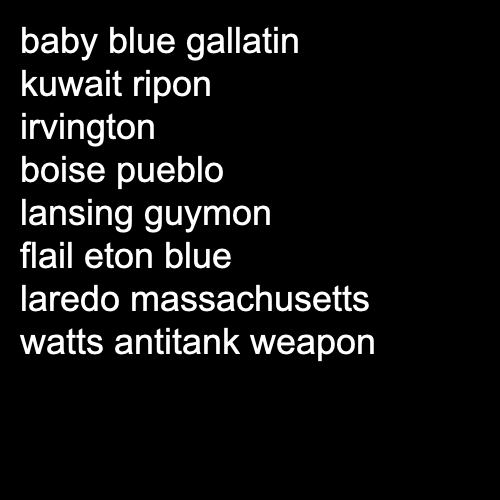 baby blue gallatin
kuwait ripon
irvington
boise pueblo
lansing guymon
flail eton blue
laredo massachusetts
watts antitank weapon